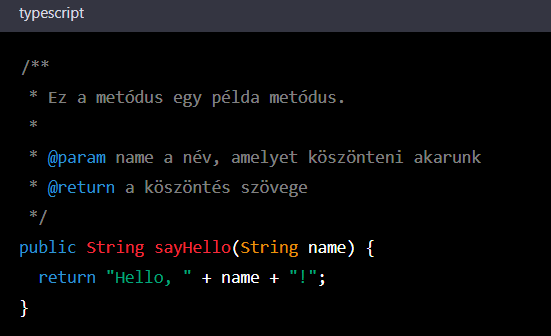 typescript
/**
 * Ez a metódus egy példa metódus.
 *
 * @param name a név, amelyet köszönteni akarunk
 * @return a köszöntés szövege
 */
public String sayHello(String name) {
  return "Hello, " + name + "!";
}